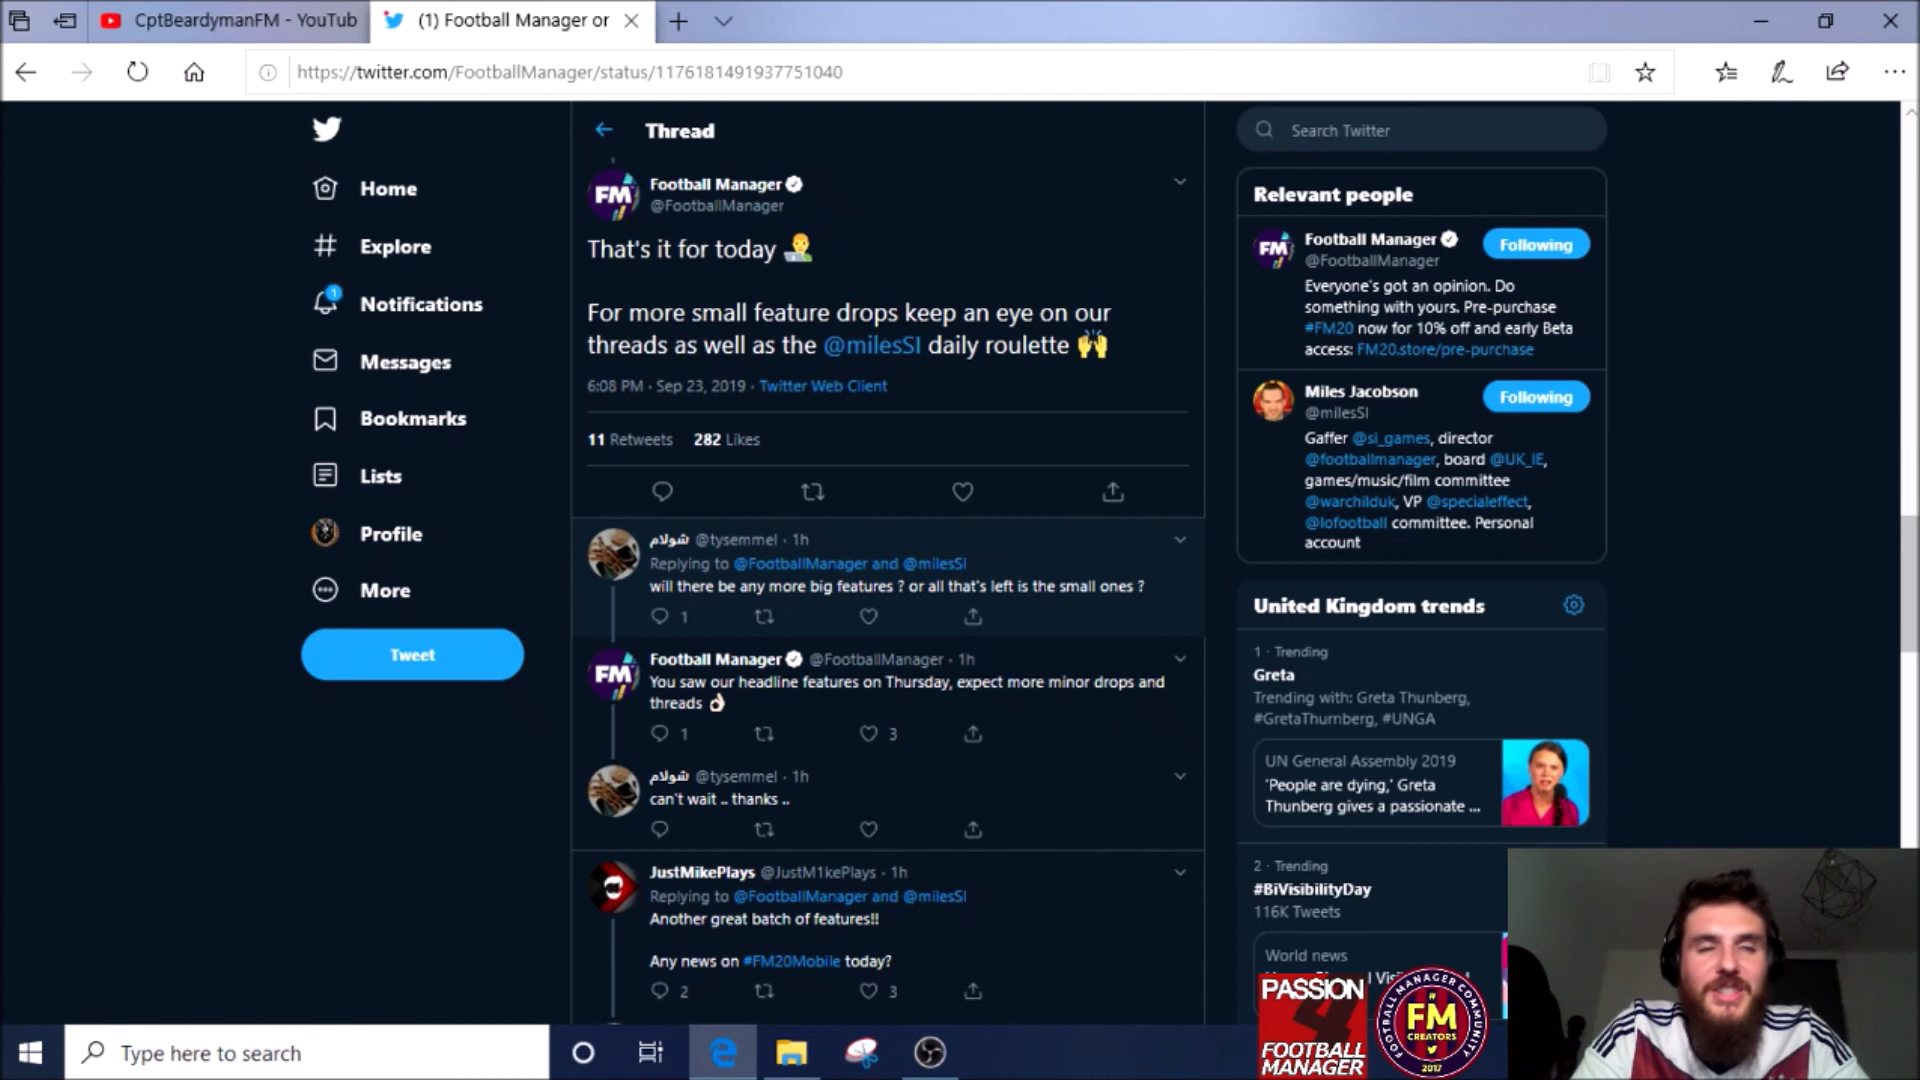 CptBeardymanFM - YouTube
(1) Football Manager or
https://twitter.com/FootballManager/status/1176181491937751040
Home
Explore
1
Notifications
Messages
Bookmarks
Lists
Profile
More
Tweet
Thread
FM
Football Manager
@FootballManager
That's it for today
For more small feature drops keep an eye on our
threads as well as the @milesSI daily roulette
6:08 PM · Sep 23, 2019 · Twitter Web Client
11 Retweets 282 Likes
شولام @tysemmel · 1h
Replying to @FootballManager and @milesSI
will there be any more big features ? or all that's left is the small ones ?
1
FM
Football Manager @FootballManager · 1h
You saw our headline features on Thursday, expect more minor drops and
threads
1 3
شولام @tysemmel · 1h
can't wait .. thanks ..
JustMikePlays @JustM1kePlays · 1h
Replying to @FootballManager and @milesSI
Another great batch of features!!
Any news on #FM20Mobile today?
2 3
Search Twitter
Relevant people
FM
Football Manager
Following
@FootballManager
Everyone's got an opinion. Do
something with yours. Pre-purchase
#FM20 now for 10% off and early Beta
access: FM20.store/pre-purchase
Miles Jacobson
Following
@milesSI
Gaffer @si_games, director
@footballmanager, board @UK_IE,
games/music/film committee
@warchilduk, VP @specialeffect,
@lofootball committee. Personal
account
United Kingdom trends
1 · Trending
Greta
Trending with: Greta Thunberg,
#GretaThurnberg, #UNGA
UN General Assembly 2019
'People are dying,' Greta
Thunberg gives a passionate ...
2 · Trending
#BiVisibilityDay
116K Tweets
World news
PASSION
4
FOOTBALL
MANAGER
FOOTBALL MANAGER COMMUNITY
#
FM
CREATORS
2017
Type here to search